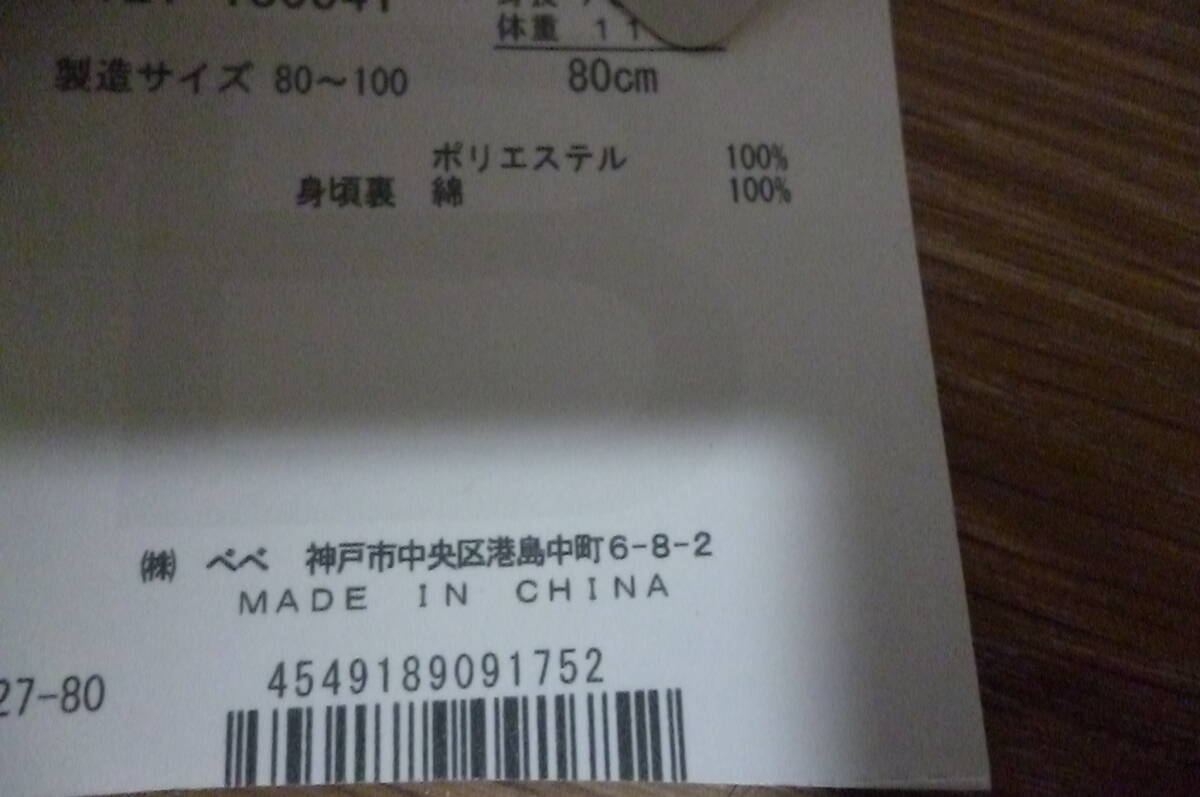 体重 11
製造サイズ 80～100 80cm
ポリエステル 100%
身頃裏 綿 100%
㈱ べべ 神戸市中央区港島中町6-8-2
MADE IN CHINA
27-80
4549189091752